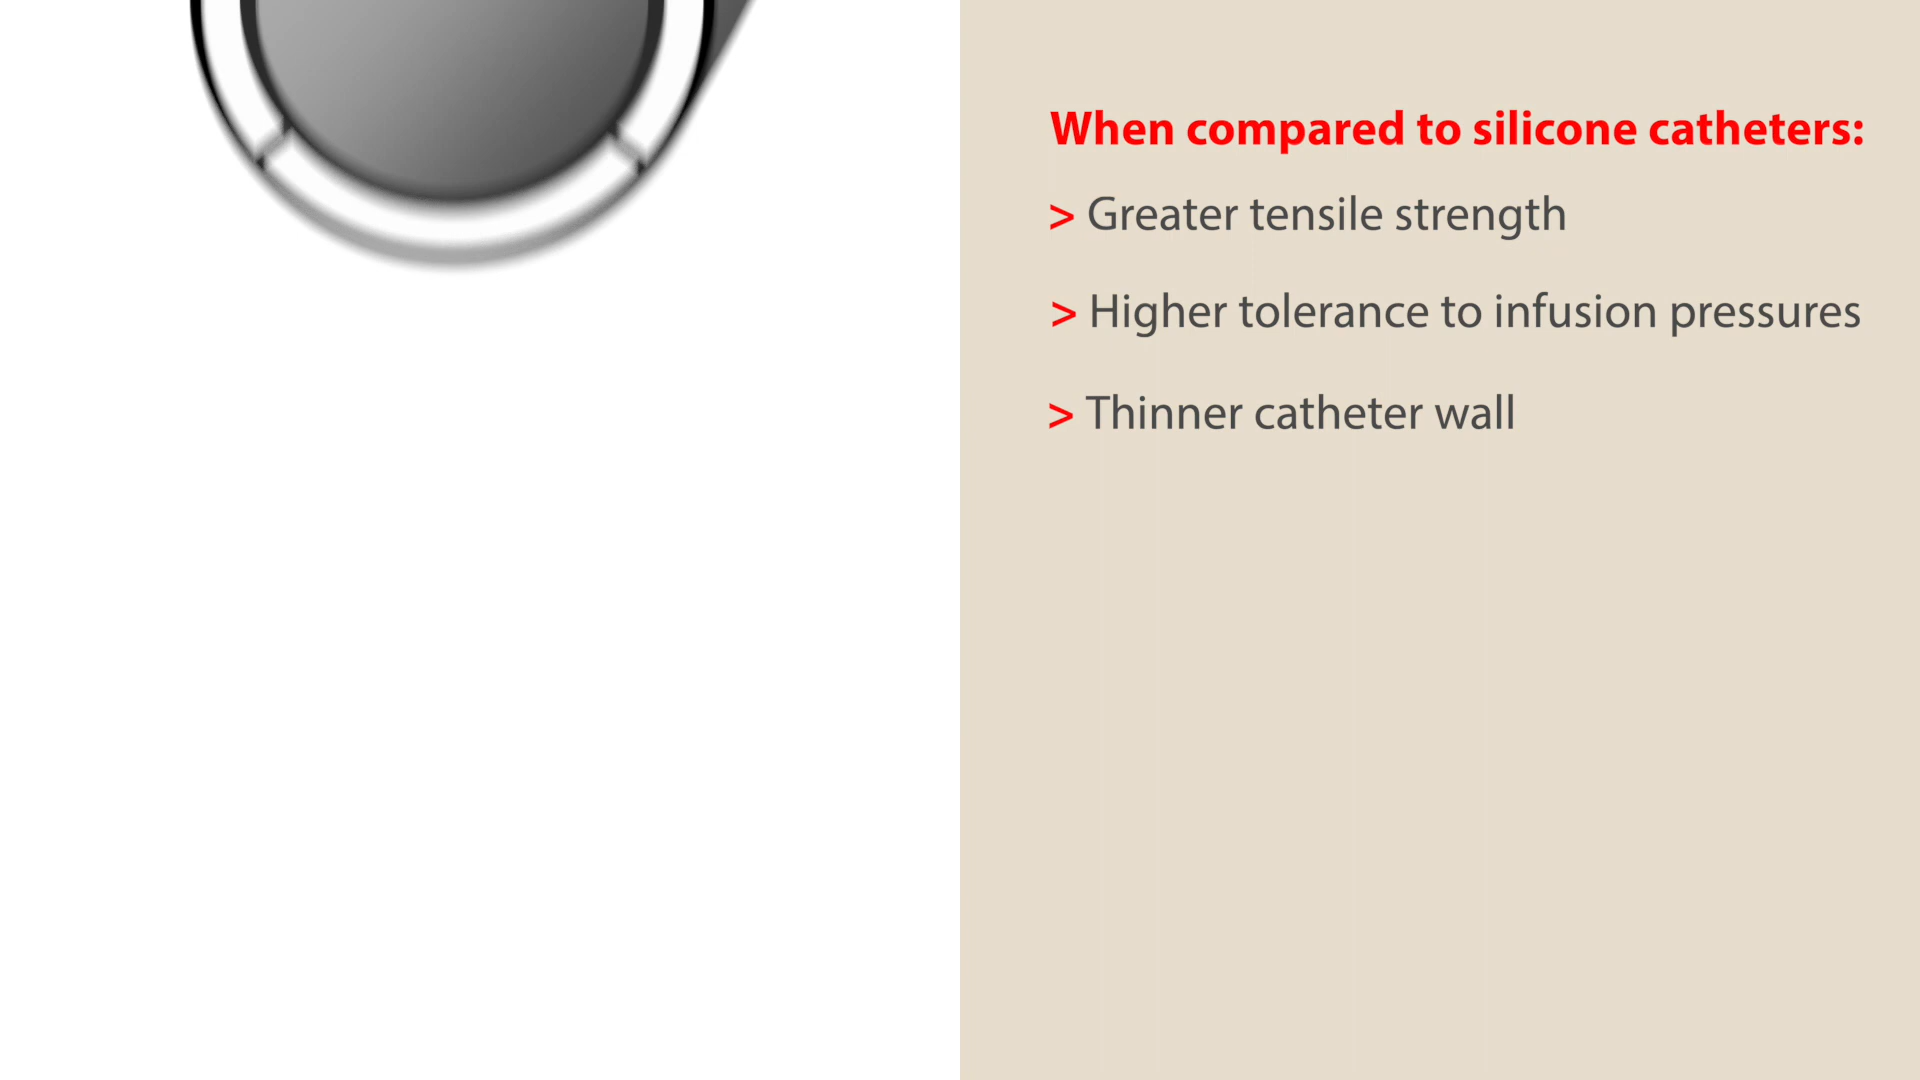 When compared to silicone catheters:
> Greater tensile strength
> Higher tolerance to infusion pressures
> Thinner catheter wall